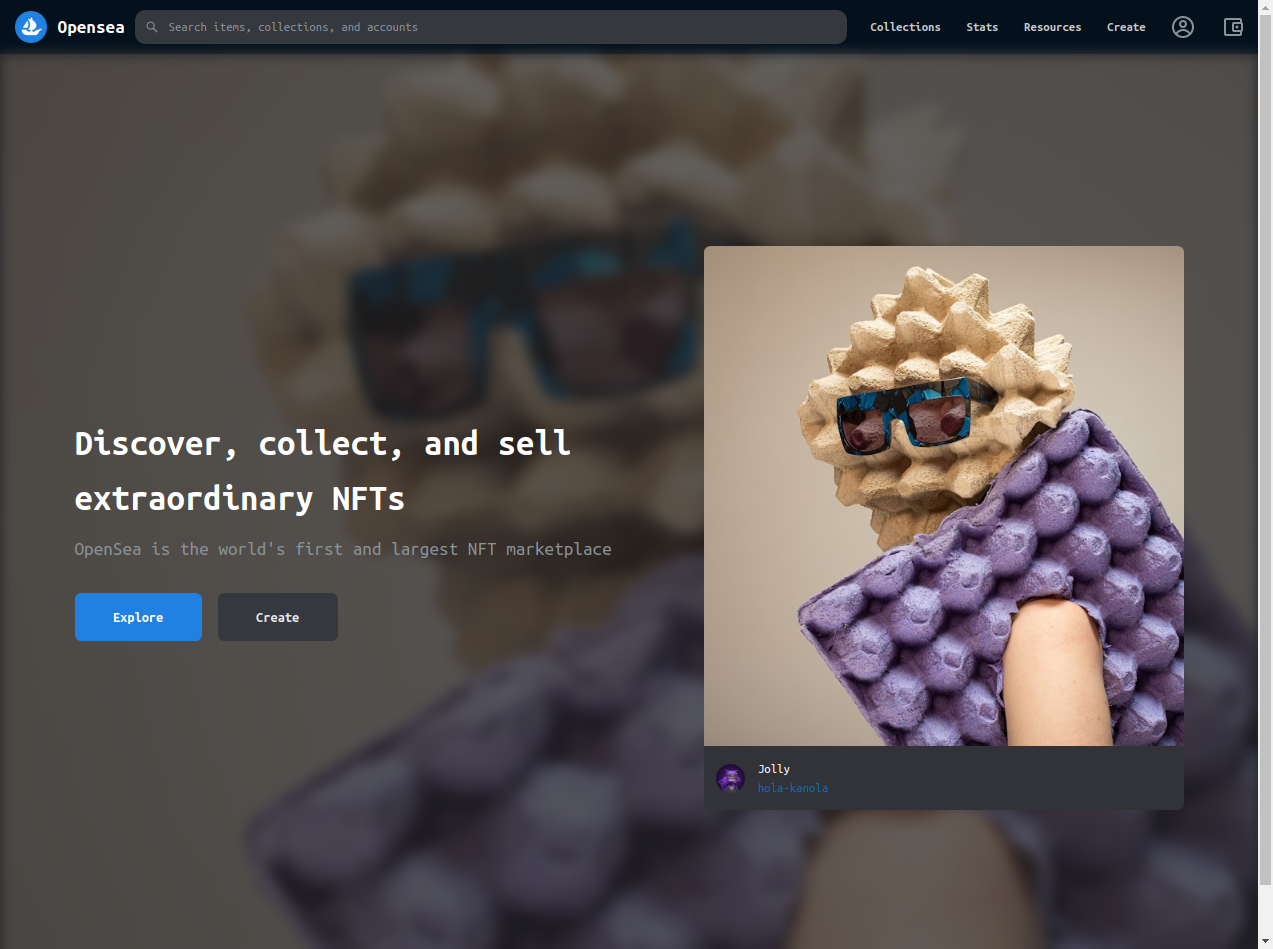 Opensea
Search items, collections, and accounts
Collections
Stats
Resources
Create
Discover, collect, and sell
extraordinary NFTs
OpenSea is the world's first and largest NFT marketplace
Explore
Create
Jolly
hola-kanola